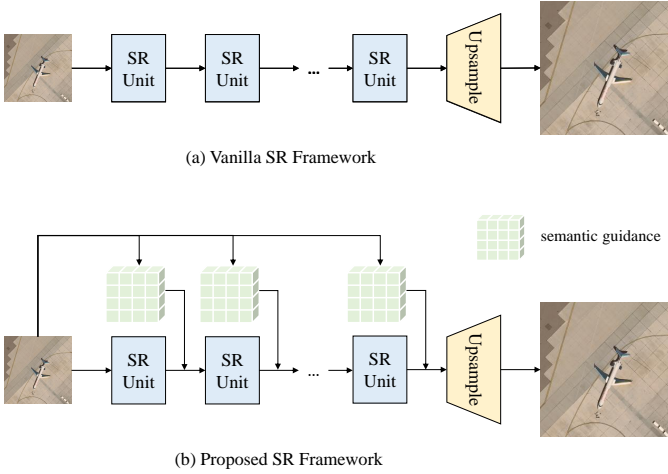 SR
Unit
SR
Unit
...
SR
Unit
Upsample
(a) Vanilla SR Framework
semantic guidance
SR
Unit
SR
Unit
...
SR
Unit
Upsample
(b) Proposed SR Framework